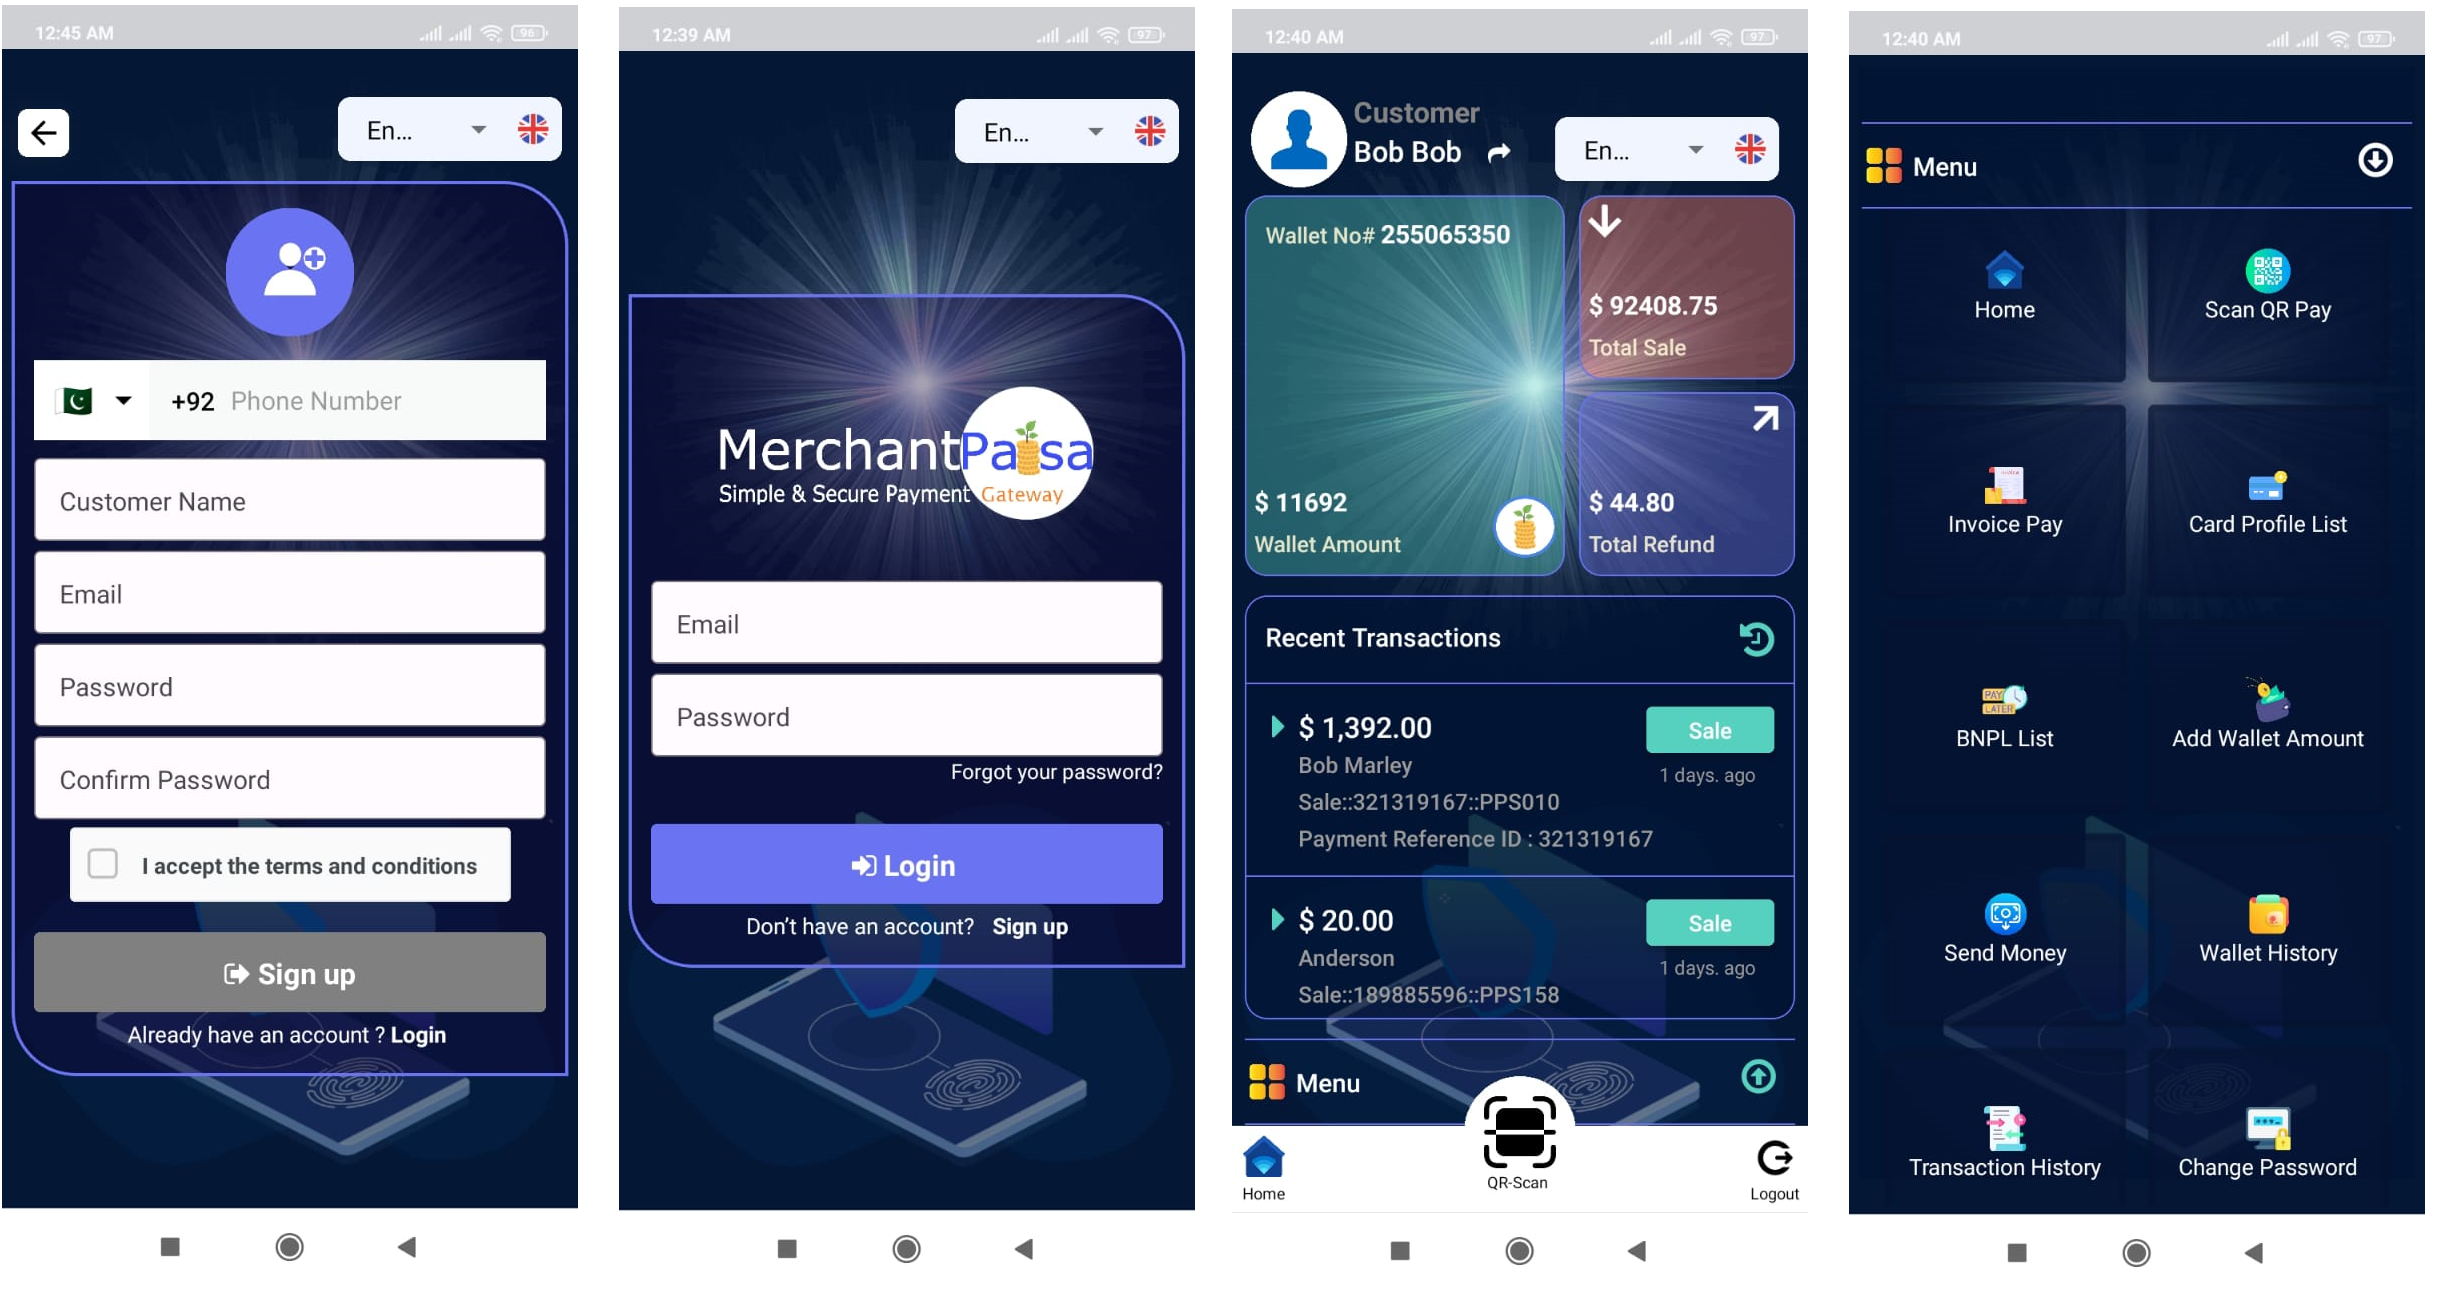 12:45 AM
96
En...
+92 Phone Number
Customer Name
Email
Password
Confirm Password
I accept the terms and conditions
Sign up
Already have an account ? Login
12:39 AM
97
En...
MerchantPaisa
Simple & Secure Payment Gateway
Email
Password
Forgot your password?
Login
Don't have an account? Sign up
12:40 AM
97
Customer
Bob Bob
En...
Wallet No# 255065350
$ 11692
Wallet Amount
$ 92408.75
Total Sale
$ 44.80
Total Refund
Recent Transactions
$ 1,392.00
Sale
Bob Marley
1 days. ago
Sale::321319167::PPS010
Payment Reference ID : 321319167
$ 20.00
Sale
Anderson
1 days. ago
Sale::189885596::PPS158
Menu
Home
QR-Scan
Logout
12:40 AM
97
Menu
Home
Scan QR Pay
Invoice Pay
Card Profile List
PAY
LATER
BNPL List
Add Wallet Amount
Send Money
Wallet History
Transaction History
Change Password